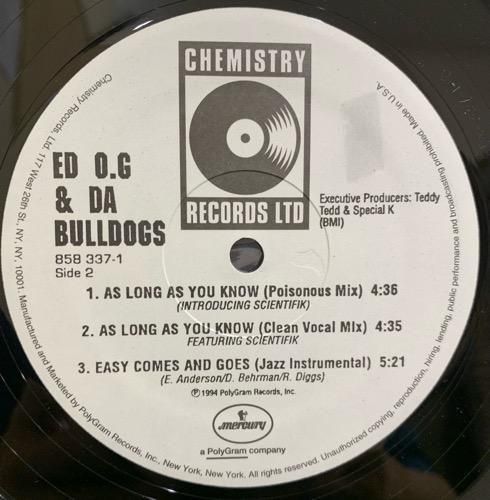 CHEMISTRY
RECORDS LTD
ED O.G
& DA
BULLDOGS
858 337-1
Side 2
Executive Producers: Teddy
Tedd & Special K
(BMI)
1. AS LONG AS YOU KNOW (Poisonous Mix) 4:36
(INTRODUCING SCIENTIFIK)
2. AS LONG AS YOU KNOW (Clean Vocal MIx) 4:35
FEATURING SCIENTIFIK
3. EASY COMES AND GOES (Jazz Instrumental) 5:21
(E. Anderson/D. Behrman/R. Diggs)
Ⓟ1994 PolyGram Records, Inc.
mercury
a PolyGram company
Chemistry Records, Ltd. 117 West 26th St., NY, NY, 10001. Manufactured and Marketed by PolyGram Records, Inc., New York, New York. All rights reserved. Unauthorized copying, reproduction, hiring, lending, public performance and broadcasting prohibited. Made in U.S.A.